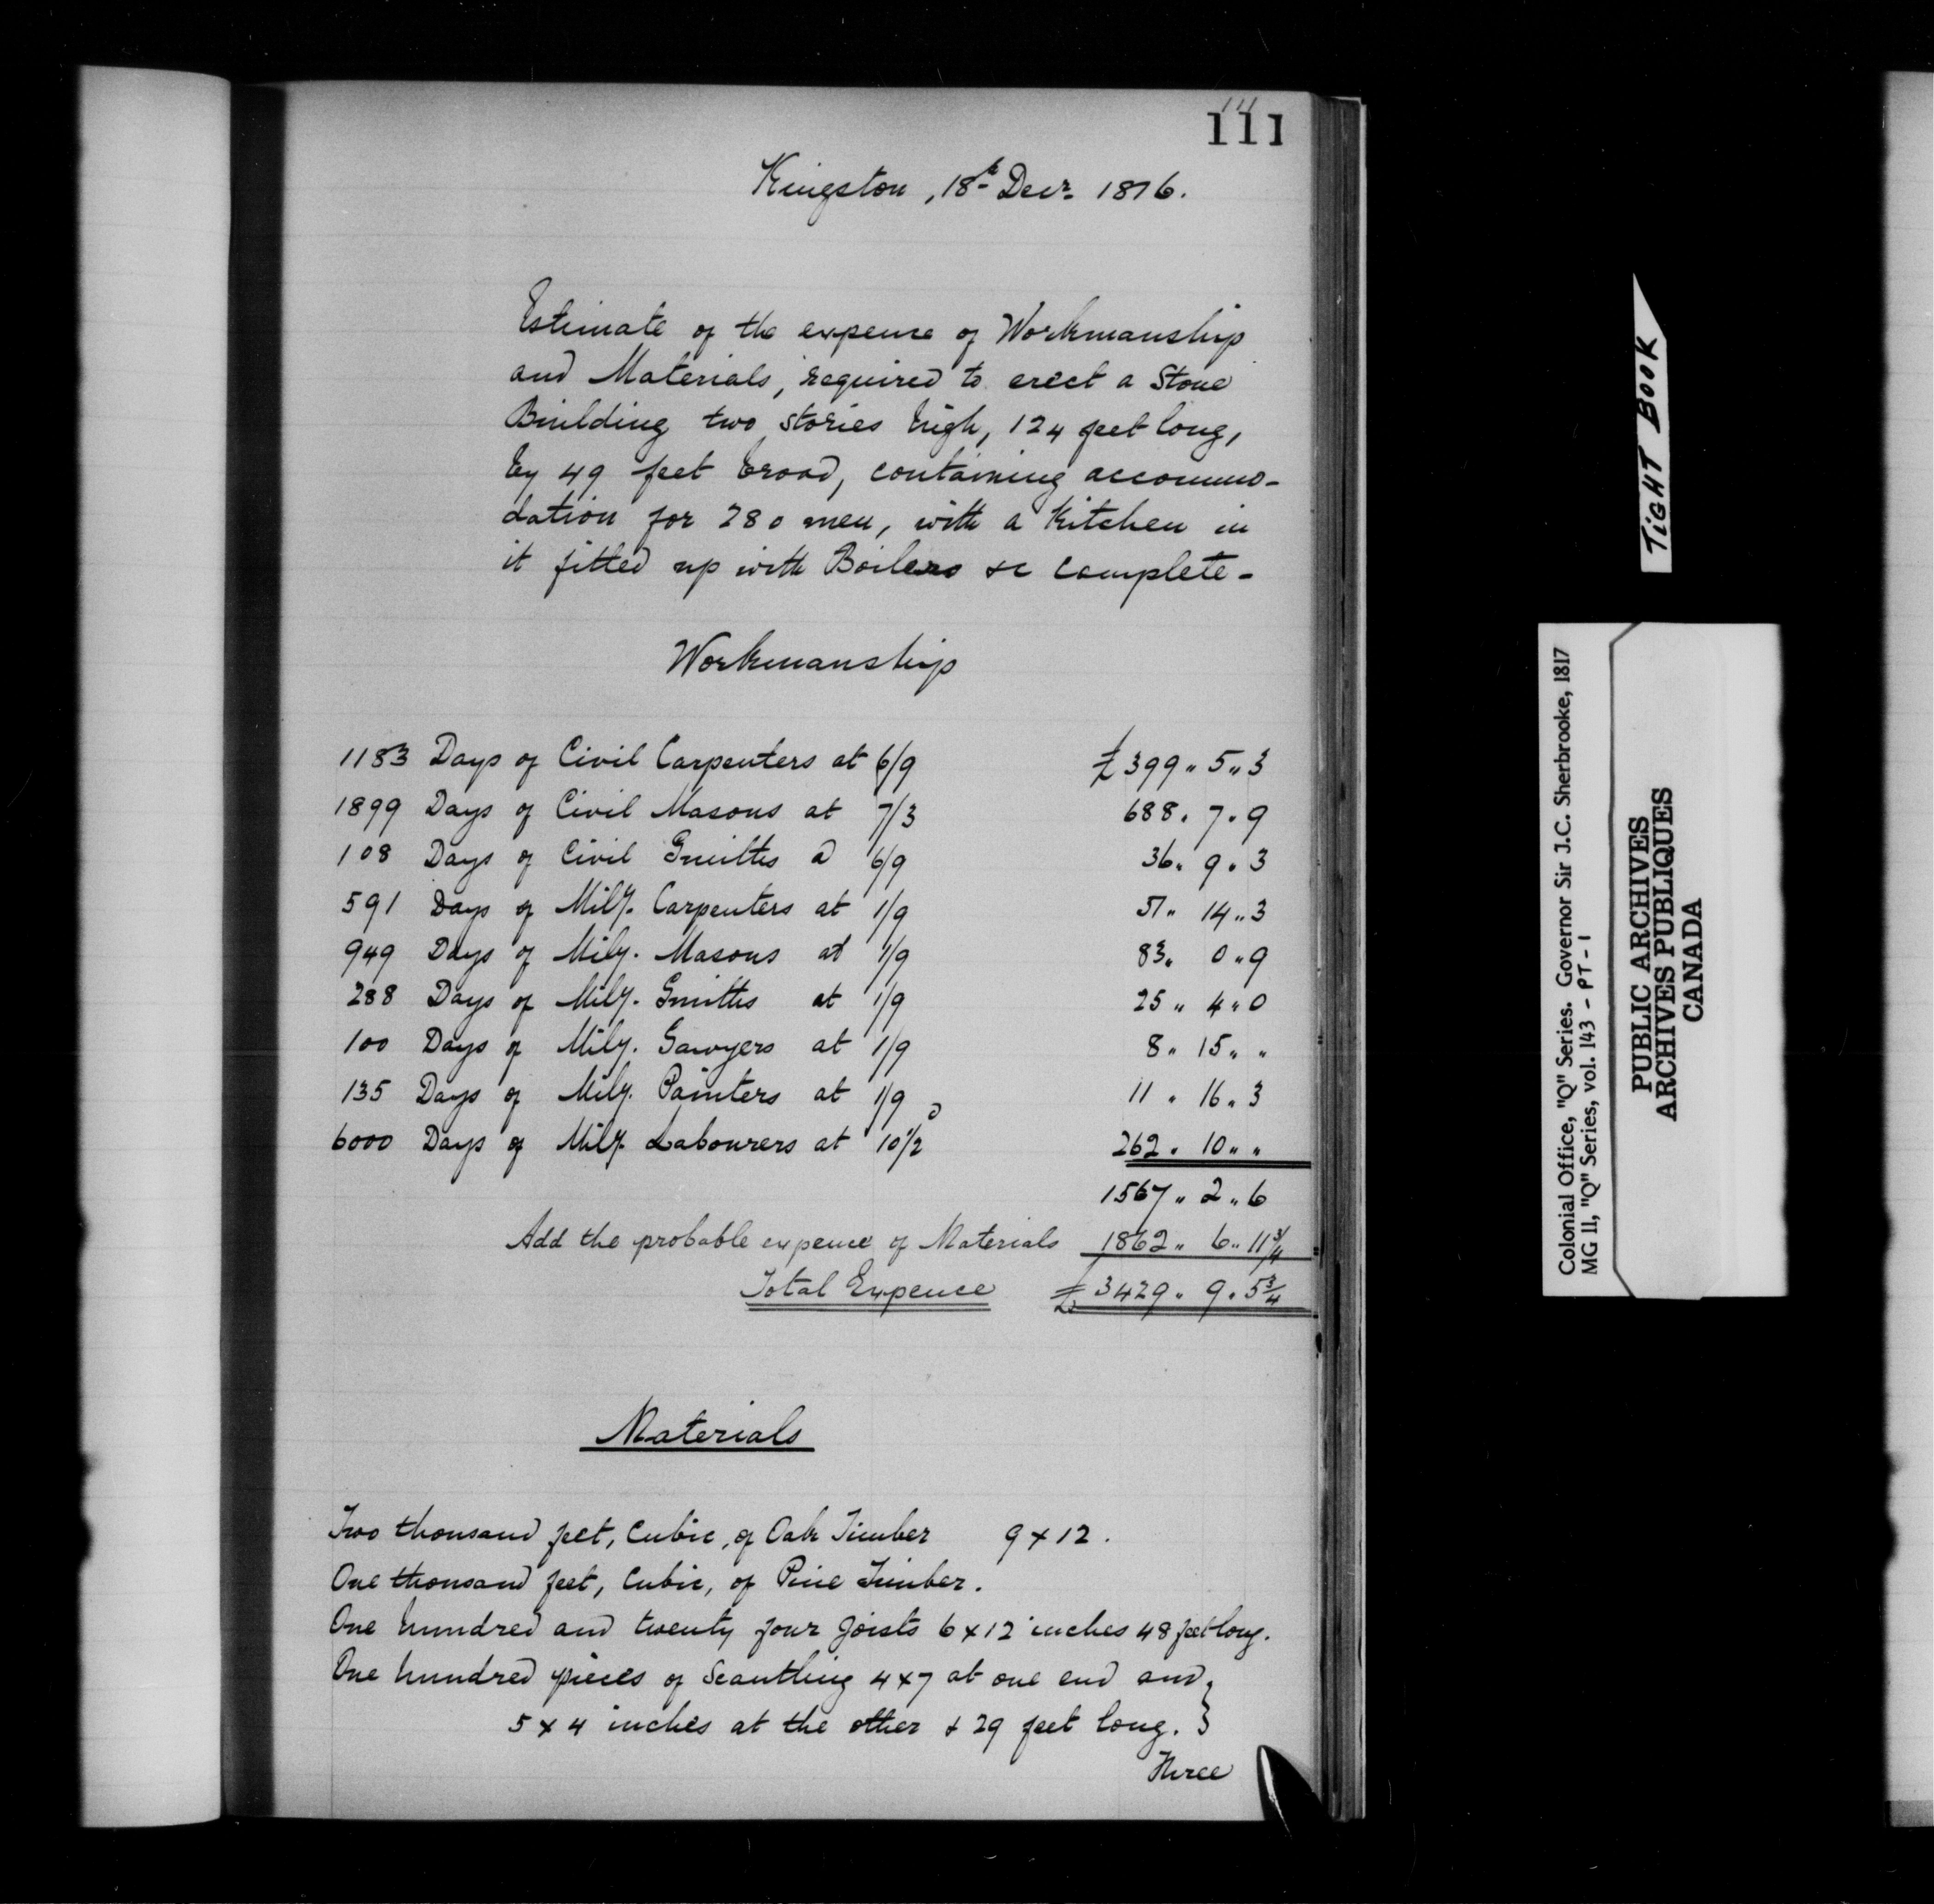 111
Kingston, 18th Decr. 1816.
Estimate of the expence of Workmanship
and Materials, required to erect a Stone
Building two stories high, 124 feet long,
by 49 feet broad, containing accommo-
dation for 280 men, with a Kitchen in
it fitted up with Boilers &c complete-
Workmanship
1183 Days of Civil Carpenters at 6/9 £399 " 5 " 3
1899 Days of Civil Masons at 7/3 688 " 7 " 9
108 Days of Civil Smiths @ 6/9 36 " 9 " 3
591 Days of Mily. Carpenters at 1/9 51 " 14 " 3
949 Days of Mily. Masons at 1/9 83 " 0 " 9
288 Days of Mily. Smiths at 1/9 25 " 4 " 0
100 Days of Mily. Sawyers at 1/9 8 " 15 " "
135 Days of Mily. Painters at 1/9 11 " 16 " 3
6000 Days of Mily. Labourers at 10 1/2 d 262 " 10 " "
1567 " 2 " 6
Add the probable expence of Materials 1862 " 6 " 11 3/4
Total Expence £3429 " 9 " 5 3/4
Materials
Two thousand feet, Cubic, of Oak Timber 9 x 12.
One thousand feet, Cubic, of Pine Timber.
One hundred and twenty four Joists 6 x 12 inches 48 feet long.
One hundred pieces of Scantling 4 x 7 at one end and }
5 x 4 inches at the other & 29 feet long. }
Three
TIGHT BOOK
Colonial Office, "Q" Series. Governor Sir J.C. Sherbrooke, 1817
MG 11, "Q" Series, vol. 143 - PT - 1
PUBLIC ARCHIVES
ARCHIVES PUBLIQUES
CANADA